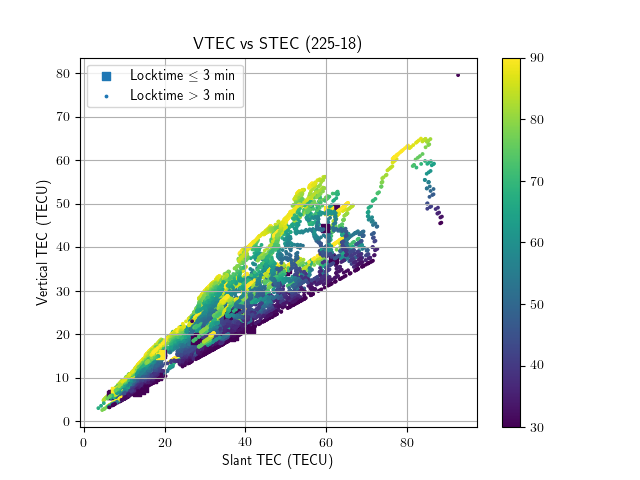 VTEC vs STEC (225-18)
Locktime ≤ 3 min
Locktime > 3 min
Vertical TEC (TECU)
80
70
60
50
40
30
20
10
0
0 20 40 60 80
Slant TEC (TECU)
90
80
70
60
50
40
30